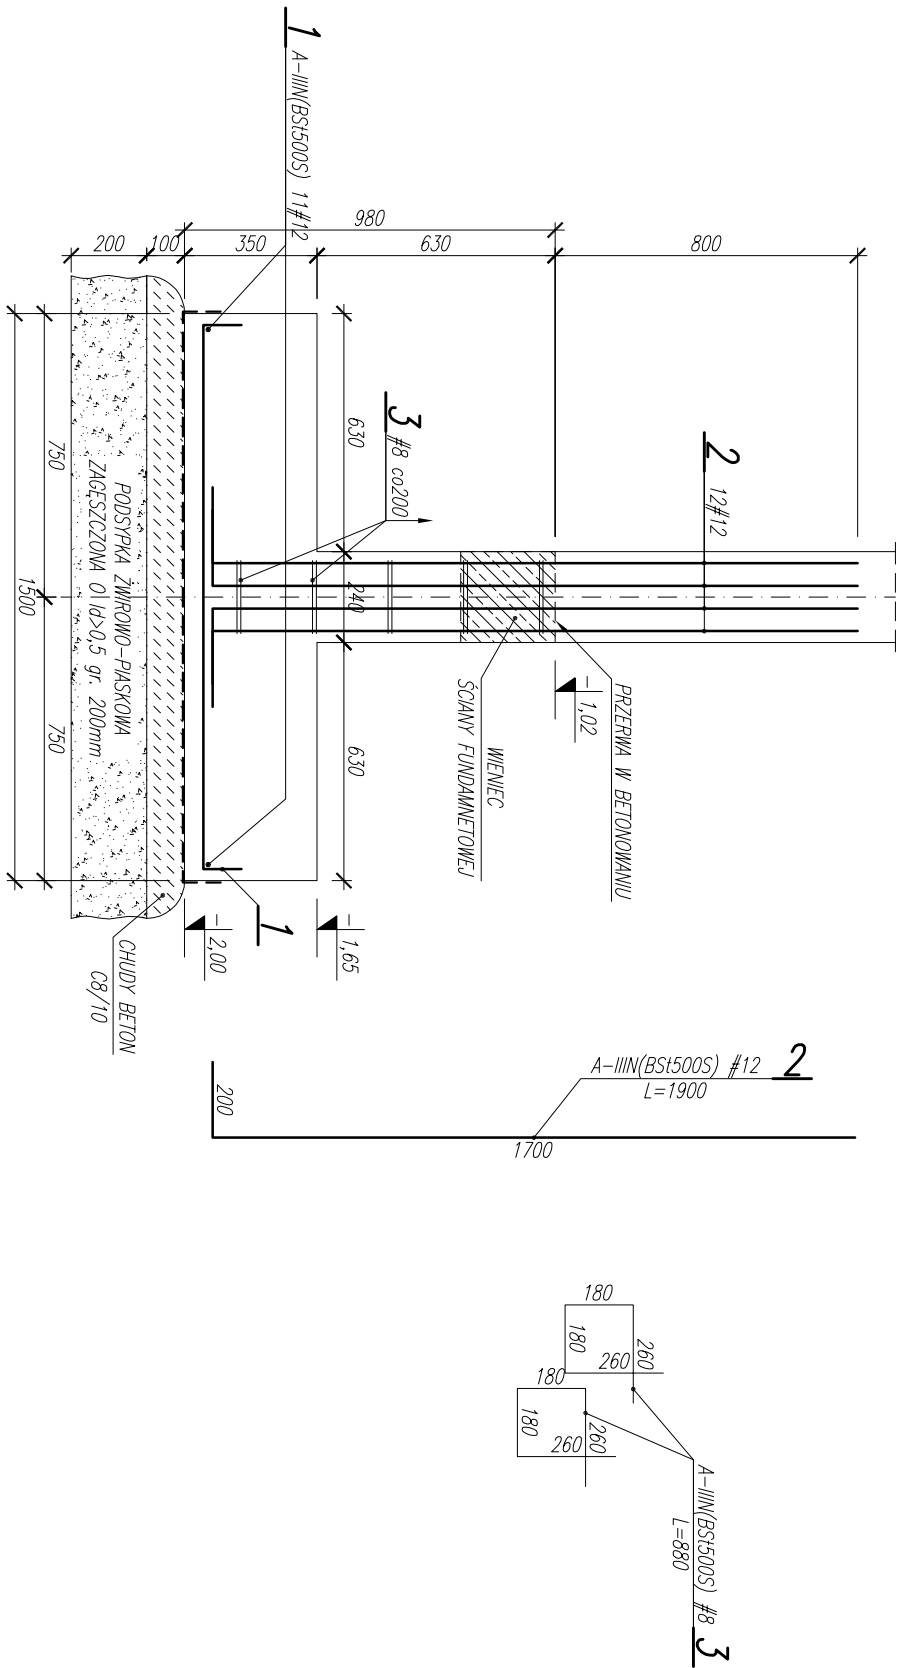 1
A-IIIN(BSt500S) 11#12
980
200
100
350
630
800
3
#8 co200
2
12#12
630
240
630
PRZERWA W BETONOWANIU
- 1,02
WIENIEC
ŚCIANY FUNDAMNETOWEJ
750
750
1500
PODSYPKA ŻWIROWO-PIASKOWA
ZAGĘSZCZONA O Id>0,5 gr. 200mm
1
- 1,65
- 2,00
CHUDY BETON
C8/10
2
A-IIIN(BSt500S) #12
L=1900
200
1700
180
180
260
260
180
180
260
260
A-IIIN(BSt500S) #8
L=880
3